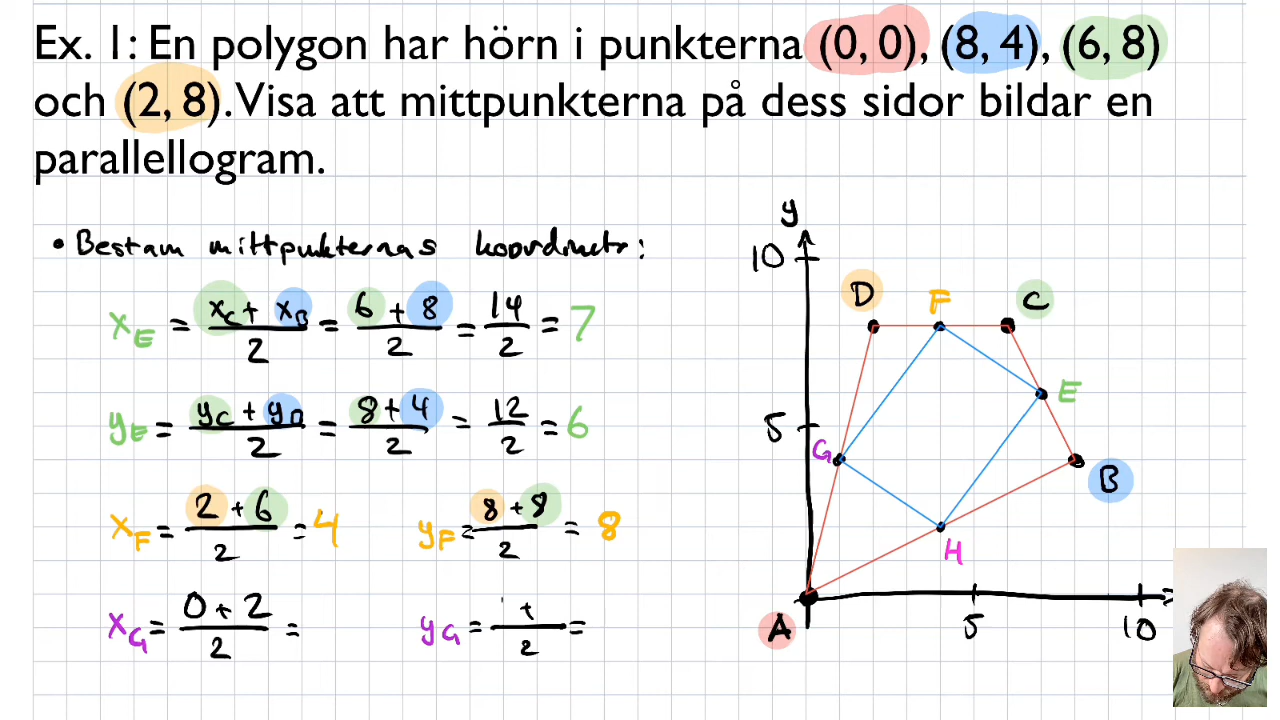 Ex. 1: En polygon har hörn i punkterna (0, 0), (8, 4), (6, 8)
och (2, 8). Visa att mittpunkterna på dess sidor bildar en
parallellogram.
• Bestäm mittpunkternas koordinater:
x_E = (x_C + x_B)/2 = (6 + 8)/2 = 14/2 = 7
y_E = (y_C + y_B)/2 = (8 + 4)/2 = 12/2 = 6
x_F = (2 + 6)/2 = 4 y_F = (8 + 8)/2 = 8
x_G = (0 + 2)/2 = y_G = +/2 =
y
10
D F C
E
5
G
B
H
A
5 10